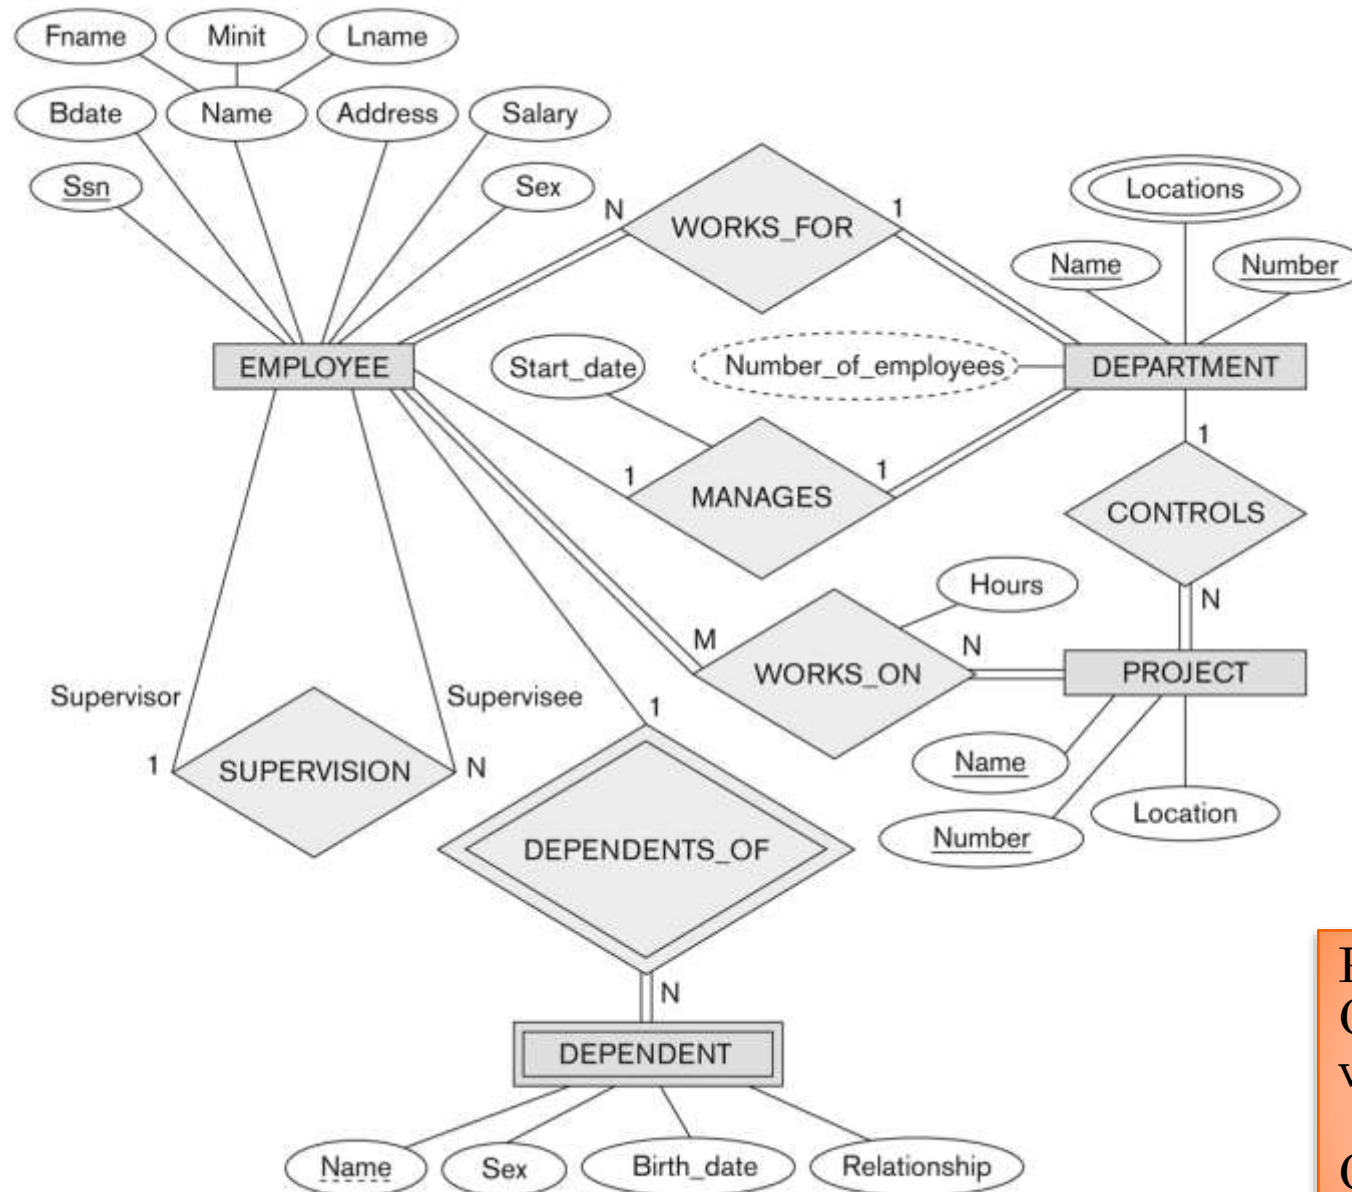 Fname Minit Lname
Bdate Name Address Salary
Ssn Sex
N WORKS_FOR 1
Locations
Name Number
EMPLOYEE
Start_date
Number_of_employees
DEPARTMENT
1 MANAGES 1
1
CONTROLS
N
Hours
M WORKS_ON N
PROJECT
Name
Number
Location
Supervisor Supervisee
1 SUPERVISION N
1
DEPENDENTS_OF
N
DEPENDENT
Name Sex Birth_date Relationship